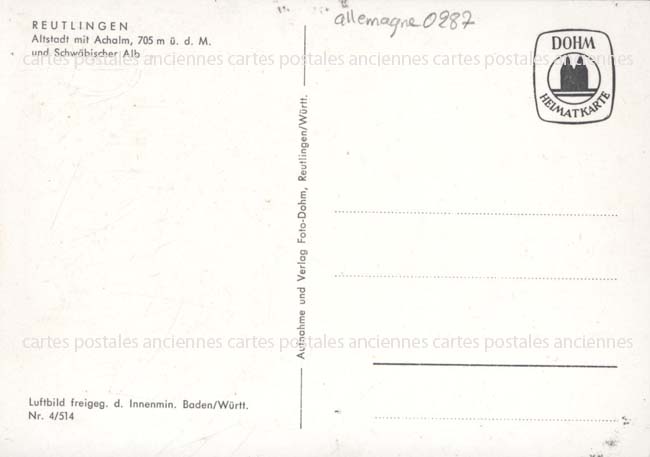 REUTLINGEN
Altstadt mit Achalm, 705 m ü. d. M.
und Schwäbischer Alb
allemagne 0287
DOHM
HEIMATKARTE
cartes postales anciennes cartes postales anciennes cartes postales anciennes
Aufnahme und Verlag Foto-Dohm, Reutlingen/Württ.
cartes postales anciennes cartes postales anciennes cartes postales anciennes
Luftbild freigeg. d. Innenmin. Baden/Württ.
Nr. 4/514